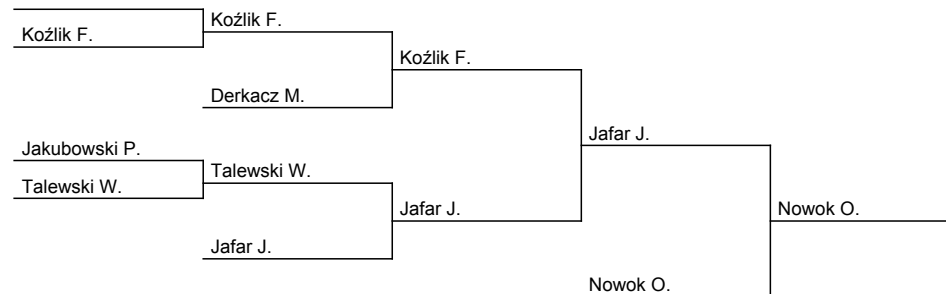 Koźlik F.
Koźlik F.
Koźlik F.
Derkacz M.
Jafar J.
Jakubowski P.
Talewski W.
Talewski W.
Nowok O.
Jafar J.
Jafar J.
Nowok O.